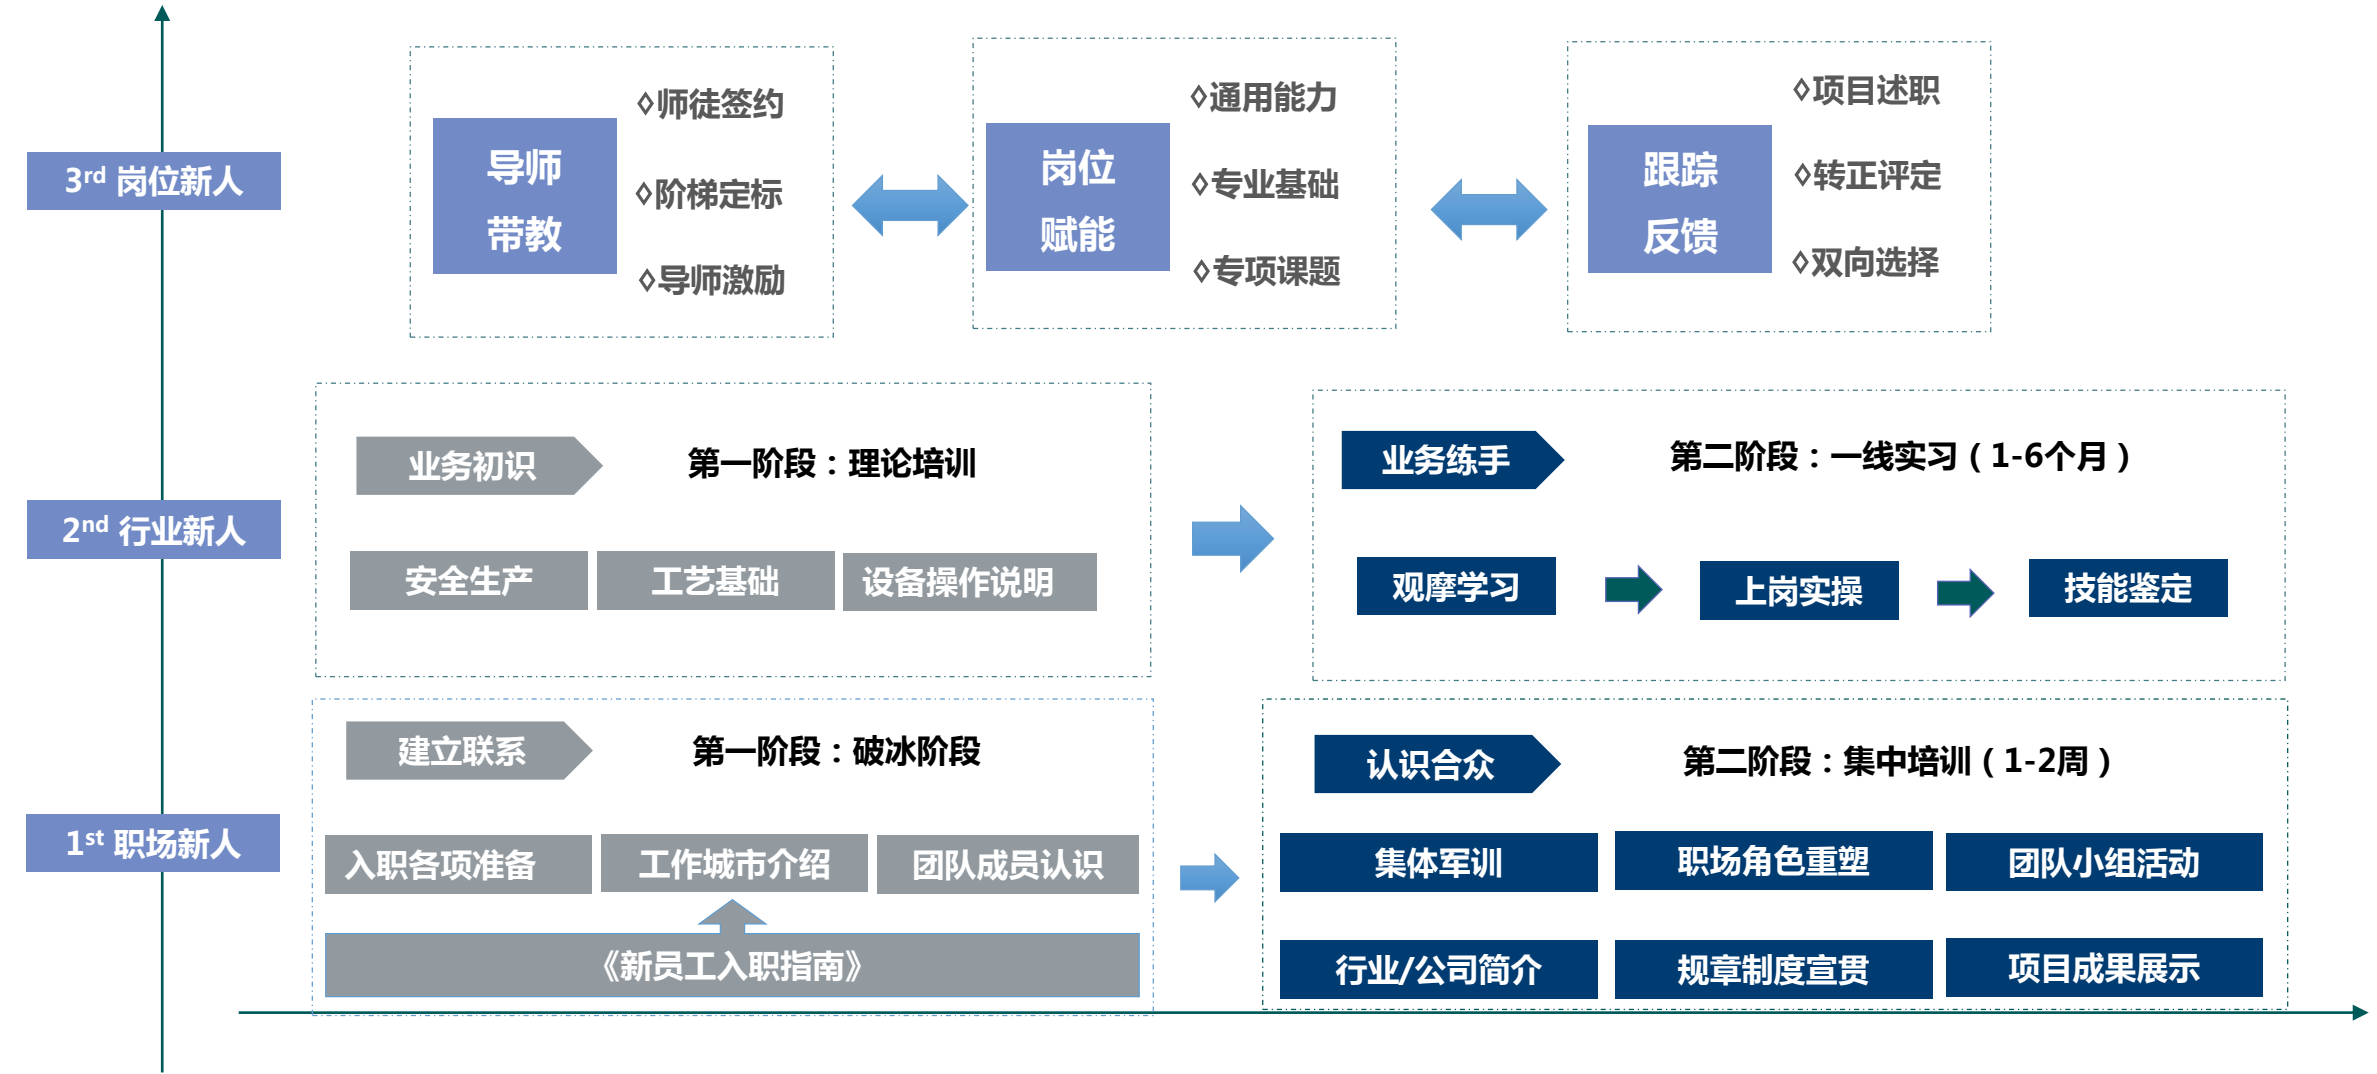 3rd 岗位新人
导师
带教
◊师徒签约
◊阶梯定标
◊导师激励
岗位
赋能
◊通用能力
◊专业基础
◊专项课题
跟踪
反馈
◊项目述职
◊转正评定
◊双向选择
2nd 行业新人
业务初识
第一阶段：理论培训
安全生产
工艺基础
设备操作说明
业务练手
第二阶段：一线实习（1-6个月）
观摩学习
上岗实操
技能鉴定
1st 职场新人
建立联系
第一阶段：破冰阶段
入职各项准备
工作城市介绍
团队成员认识
《新员工入职指南》
认识合众
第二阶段：集中培训（1-2周）
集体军训
职场角色重塑
团队小组活动
行业/公司简介
规章制度宣贯
项目成果展示